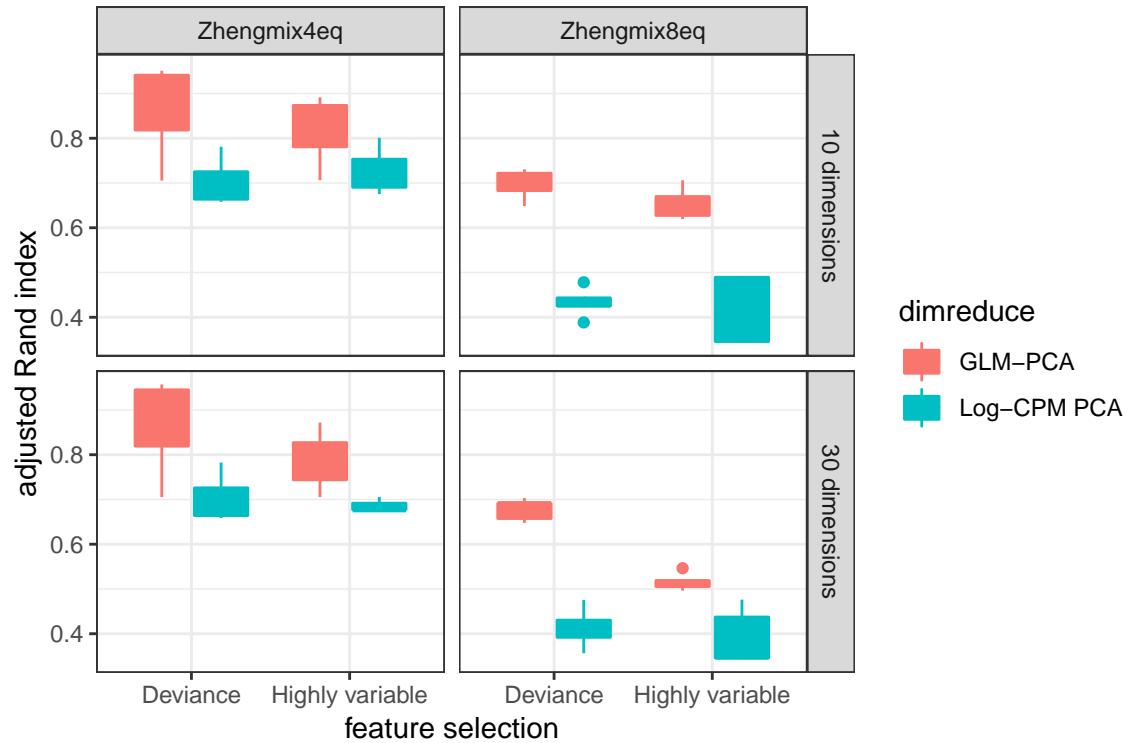 Zhengmix4eq
Zhengmix8eq
adjusted Rand index
0.8
0.6
0.4
10 dimensions
0.8
0.6
0.4
30 dimensions
Deviance
Highly variable
Deviance
Highly variable
feature selection
dimreduce
GLM−PCA
Log−CPM PCA